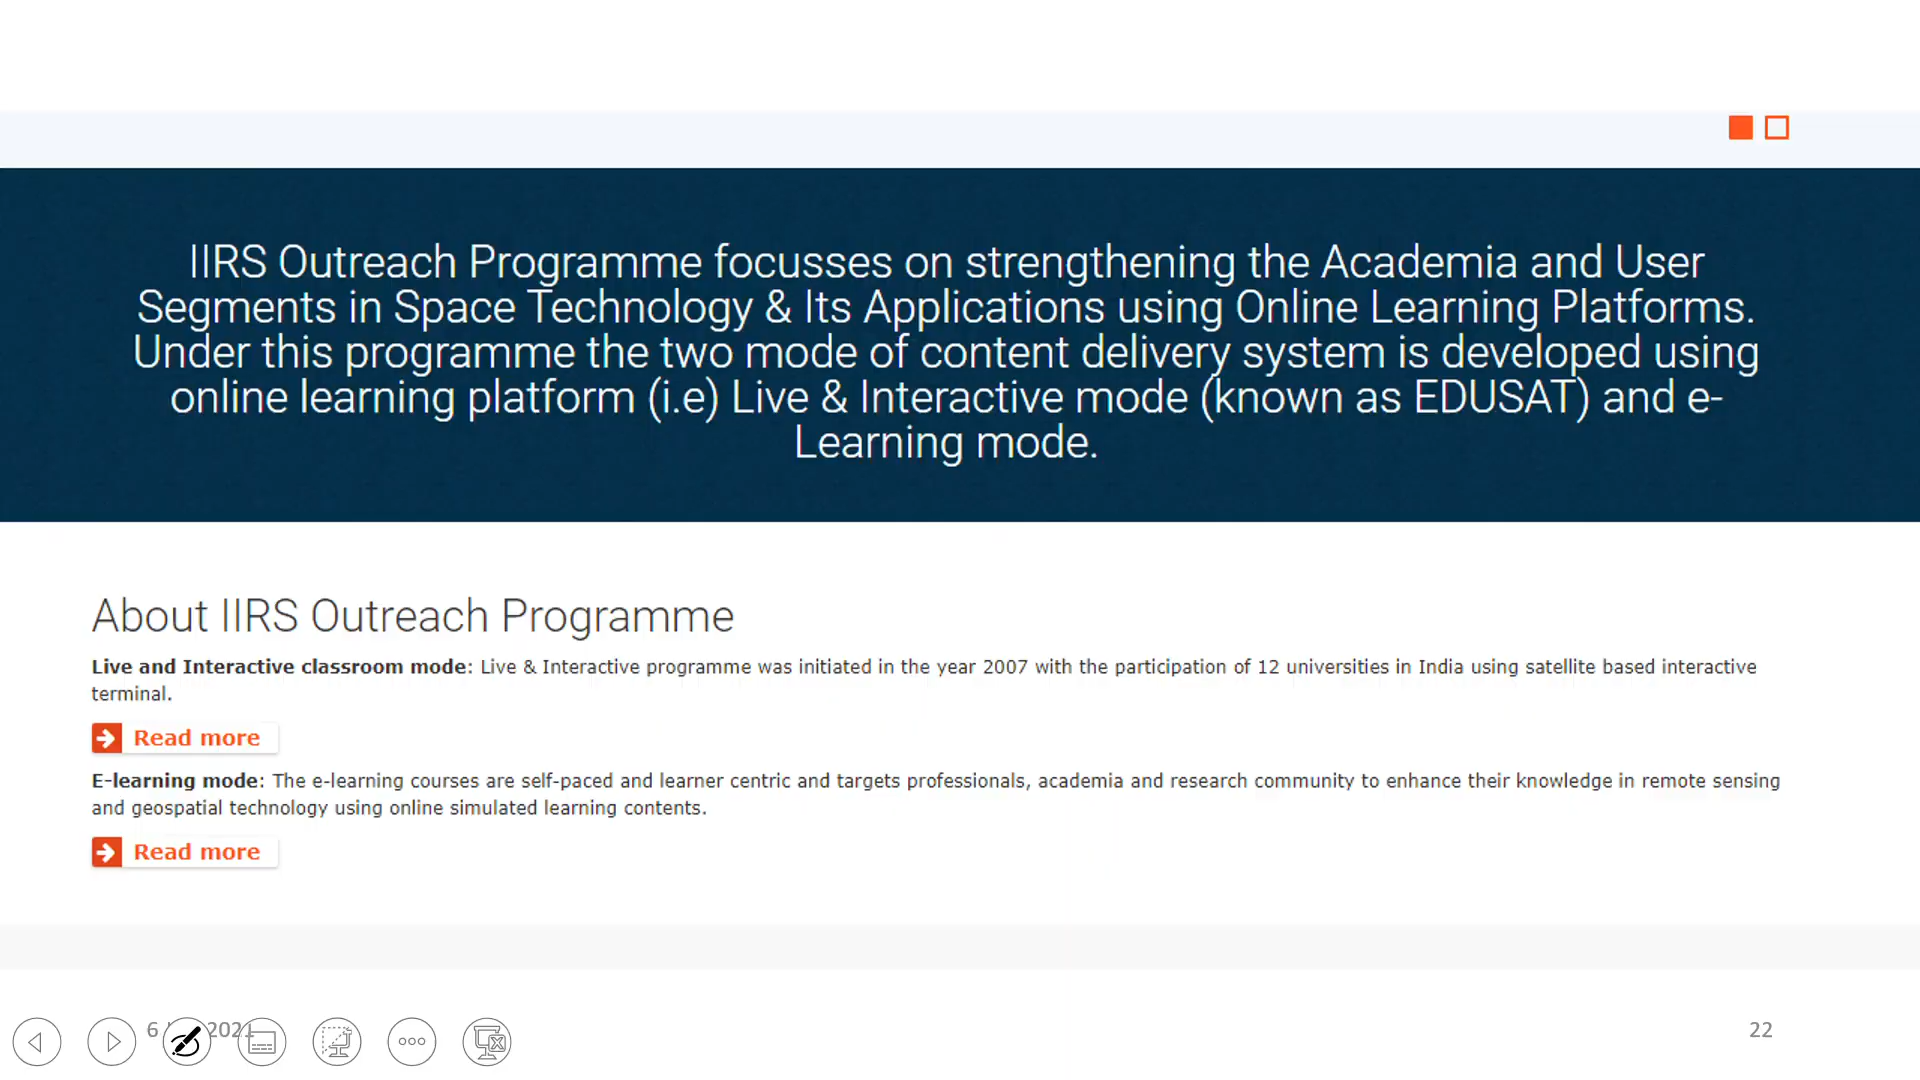 IIRS Outreach Programme focusses on strengthening the Academia and User
Segments in Space Technology & Its Applications using Online Learning Platforms.
Under this programme the two mode of content delivery system is developed using
online learning platform (i.e) Live & Interactive mode (known as EDUSAT) and e-
Learning mode.
About IIRS Outreach Programme
Live and Interactive classroom mode: Live & Interactive programme was initiated in the year 2007 with the participation of 12 universities in India using satellite based interactive
terminal.
Read more
E-learning mode: The e-learning courses are self-paced and learner centric and targets professionals, academia and research community to enhance their knowledge in remote sensing
and geospatial technology using online simulated learning contents.
Read more
6 2021
22